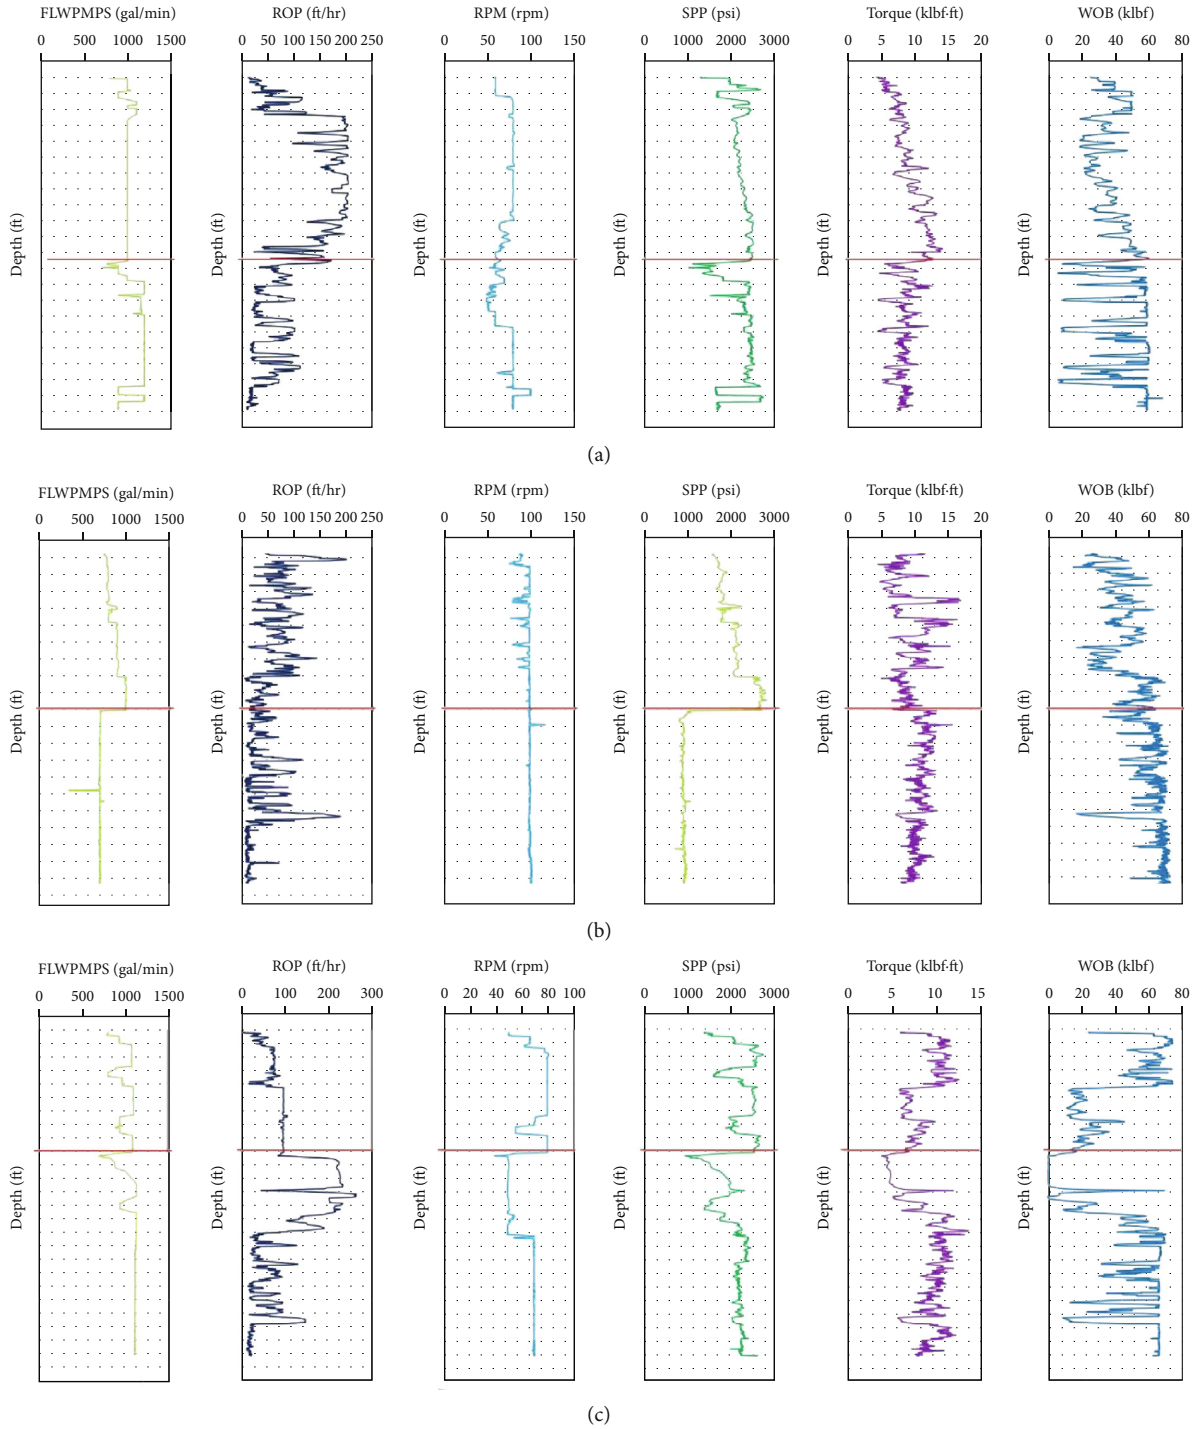 FLWPMPS (gal/min) ROP (ft/hr) RPM (rpm) SPP (psi) Torque (klbf·ft) WOB (klbf)
0 500 1000 1500 0 50 100 150 200 250 0 50 100 150 0 1000 2000 3000 0 5 10 15 20 0 20 40 60 80
Depth (ft) Depth (ft) Depth (ft) Depth (ft) Depth (ft) Depth (ft)
(a)
FLWPMPS (gal/min) ROP (ft/hr) RPM (rpm) SPP (psi) Torque (klbf·ft) WOB (klbf)
0 500 1000 1500 0 50 100 150 200 250 0 50 100 150 0 1000 2000 3000 0 5 10 15 20 0 20 40 60 80
Depth (ft) Depth (ft) Depth (ft) Depth (ft) Depth (ft) Depth (ft)
(b)
FLWPMPS (gal/min) ROP (ft/hr) RPM (rpm) SPP (psi) Torque (klbf·ft) WOB (klbf)
0 500 1000 1500 0 100 200 300 0 20 40 60 80 100 0 1000 2000 3000 0 5 10 15 0 20 40 60 80
Depth (ft) Depth (ft) Depth (ft) Depth (ft) Depth (ft) Depth (ft)
(c)